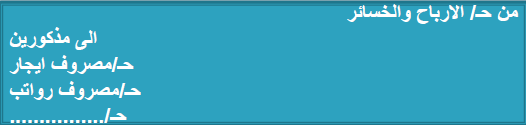 من حـ/ الارباح والخسائر
الى مذكورين
حـ/مصروف ايجار
حـ/مصروف رواتب
حـ/................